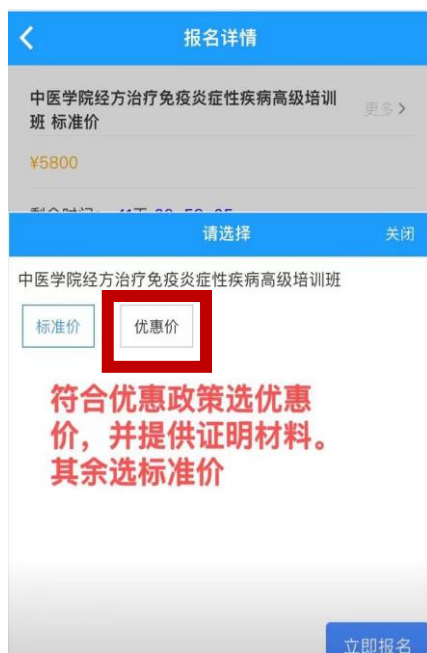 报名详情
中医学院经方治疗免疫炎症性疾病高级培训
班 标准价
更多
¥5800
请选择
关闭
中医学院经方治疗免疫炎症性疾病高级培训班
标准价
优惠价
符合优惠政策选优惠
价，并提供证明材料。
其余选标准价
立即报名